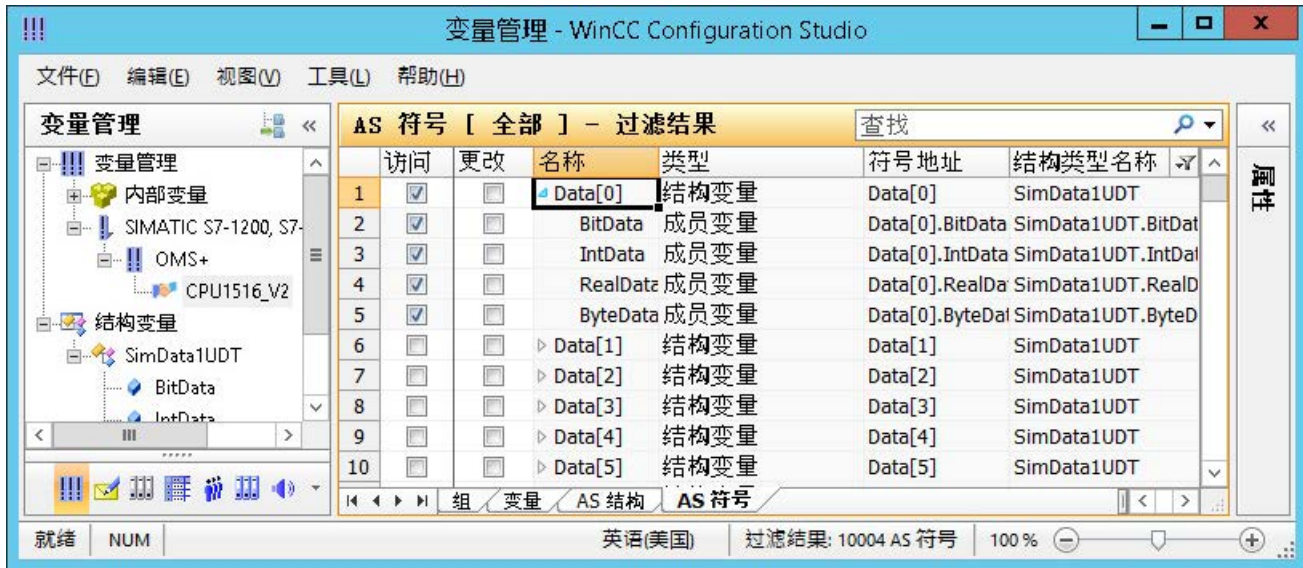 变量管理 - WinCC Configuration Studio
文件(F) 编辑(E) 视图(V) 工具(L) 帮助(H)
变量管理
变量管理
内部变量
SIMATIC S7-1200, S7-
OMS+
CPU1516_V2
结构变量
SimData1UDT
BitData
IntData
AS 符号 [ 全部 ] - 过滤结果 查找
访问 更改 名称 类型 符号地址 结构类型名称
1 Data[0] 结构变量 Data[0] SimData1UDT
2 BitData 成员变量 Data[0].BitData SimData1UDT.BitDat
3 IntData 成员变量 Data[0].IntData SimData1UDT.IntDat
4 RealData 成员变量 Data[0].RealDa SimData1UDT.RealD
5 ByteData 成员变量 Data[0].ByteDat SimData1UDT.ByteD
6 Data[1] 结构变量 Data[1] SimData1UDT
7 Data[2] 结构变量 Data[2] SimData1UDT
8 Data[3] 结构变量 Data[3] SimData1UDT
9 Data[4] 结构变量 Data[4] SimData1UDT
10 Data[5] 结构变量 Data[5] SimData1UDT
组 变量 AS 结构 AS 符号
属性
就绪 NUM 英语(美国) 过滤结果: 10004 AS 符号 100 %